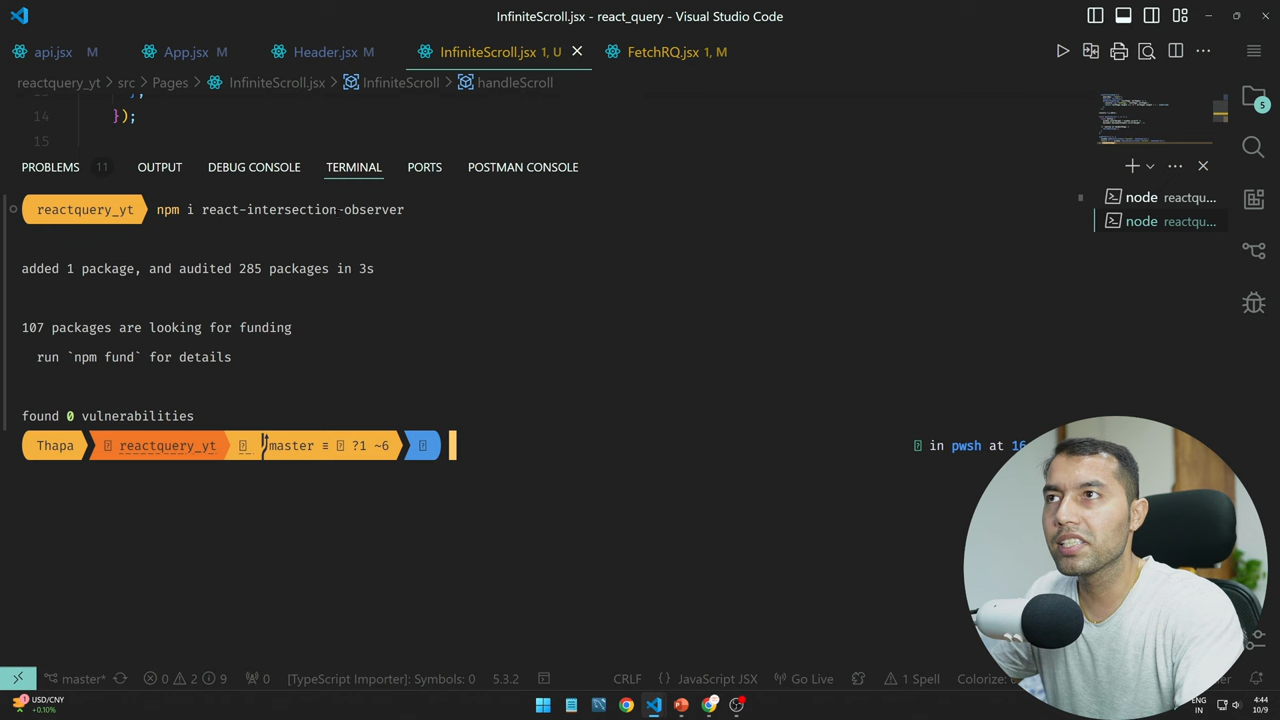 InfiniteScroll.jsx - react_query - Visual Studio Code
api.jsx M App.jsx M Header.jsx M InfiniteScroll.jsx 1, U FetchRQ.jsx 1, M
reactquery_yt > src > Pages > InfiniteScroll.jsx > InfiniteScroll > handleScroll
14 });
15
PROBLEMS 11 OUTPUT DEBUG CONSOLE TERMINAL PORTS POSTMAN CONSOLE
reactquery_yt npm i react-intersection-observer
node reactqu...
node reactqu...
added 1 package, and audited 285 packages in 3s
107 packages are looking for funding
run `npm fund` for details
found 0 vulnerabilities
Thapa reactquery_yt master ≡ ?1 ~6 in pwsh at
5
master* 0 2 9 0 [TypeScript Importer]: Symbols: 0 5.3.2 CRLF JavaScript JSX Go Live 1 Spell Colorize:
USD/CNY
+0.10%
ENG
IN
4:44
10/9